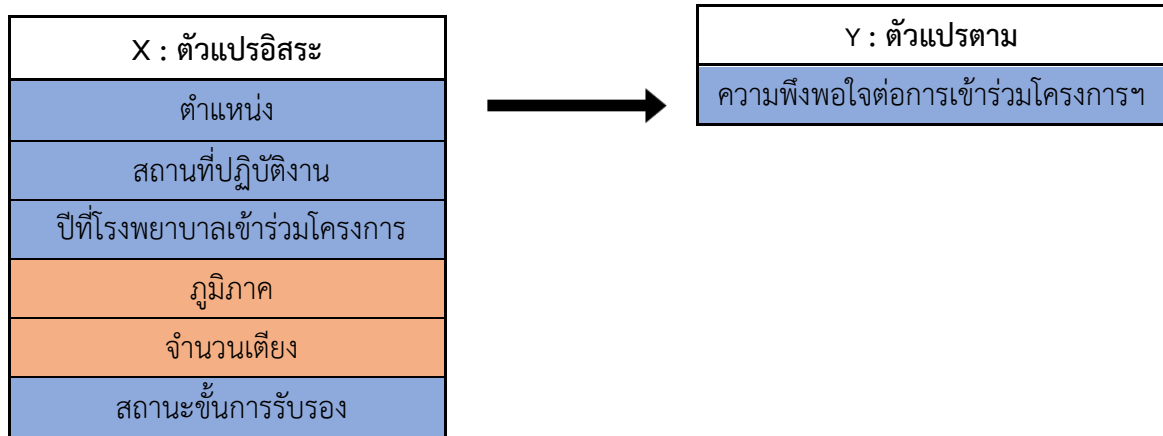 X : ตัวแปรอิสระ
ตำแหน่ง
สถานที่ปฏิบัติงาน
ปีที่โรงพยาบาลเข้าร่วมโครงการ
ภูมิภาค
จำนวนเตียง
สถานะขั้นการรับรอง
Y : ตัวแปรตาม
ความพึงพอใจต่อการเข้าร่วมโครงการฯ